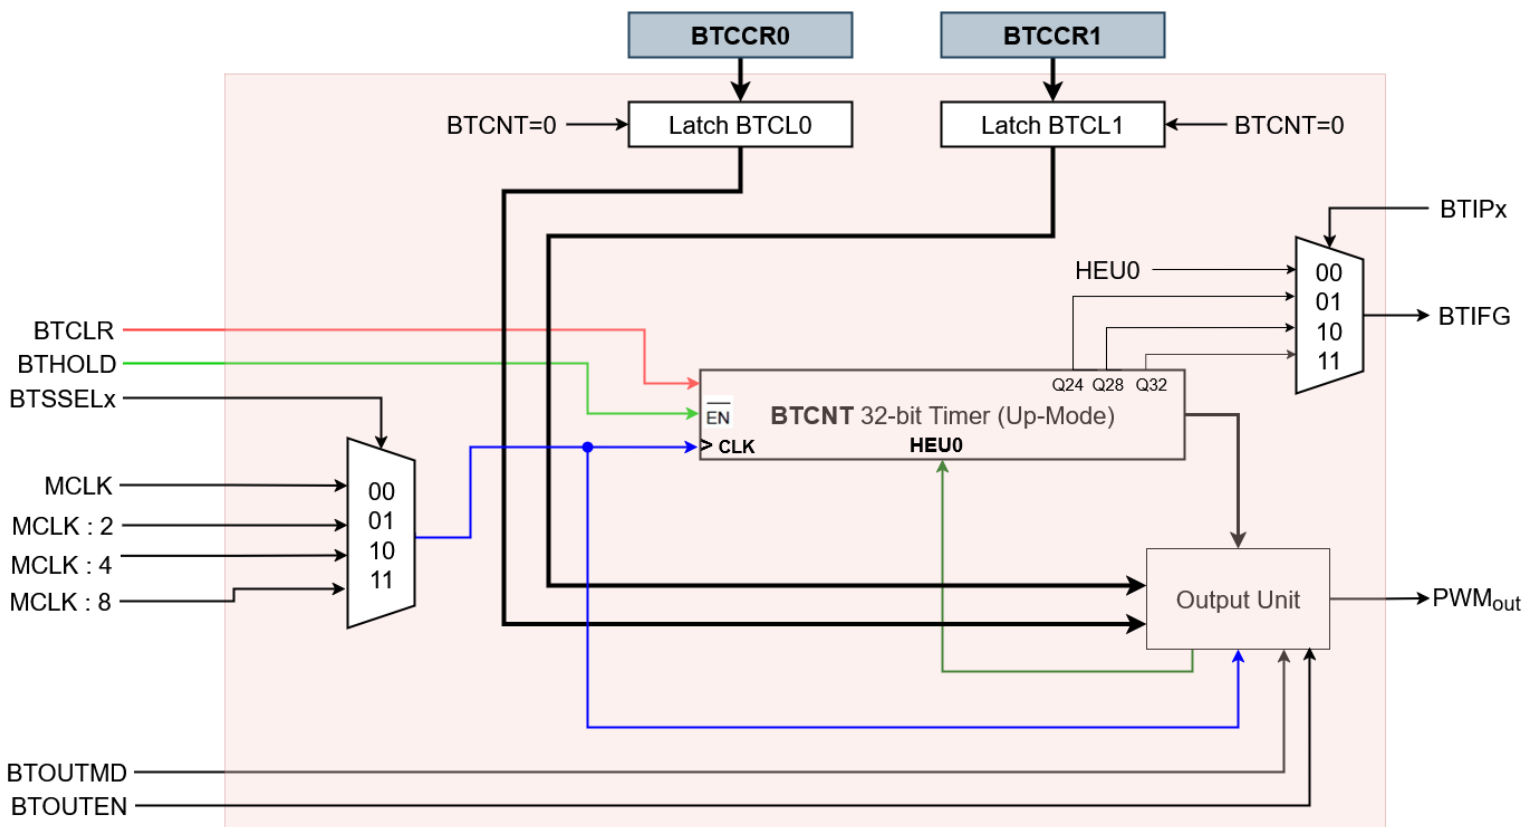 BTCCR0
BTCCR1
BTCNT=0
Latch BTCL0
Latch BTCL1
BTCNT=0
BTIPx
HEU0
00
01
10
11
BTIFG
BTCLR
BTHOLD
BTSSELx
Q24 Q28 Q32
EN
BTCNT 32-bit Timer (Up-Mode)
> CLK
HEU0
MCLK
MCLK : 2
MCLK : 4
MCLK : 8
00
01
10
11
Output Unit
PWMout
BTOUTMD
BTOUTEN